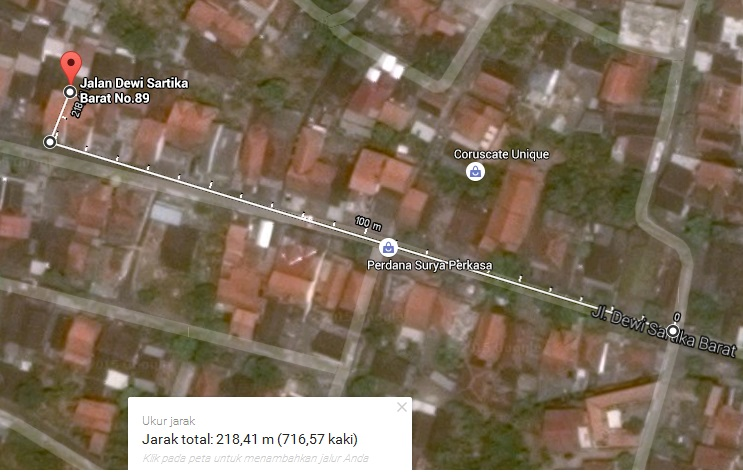 Jalan Dewi Sartika
Barat No.89
218
Coruscate Unique
100 m
Perdana Surya Perkasa
0
Jl. Dewi Sartika Barat
Ukur jarak
Jarak total: 218,41 m (716,57 kaki)
Klik pada peta untuk menambahkan jalur Anda